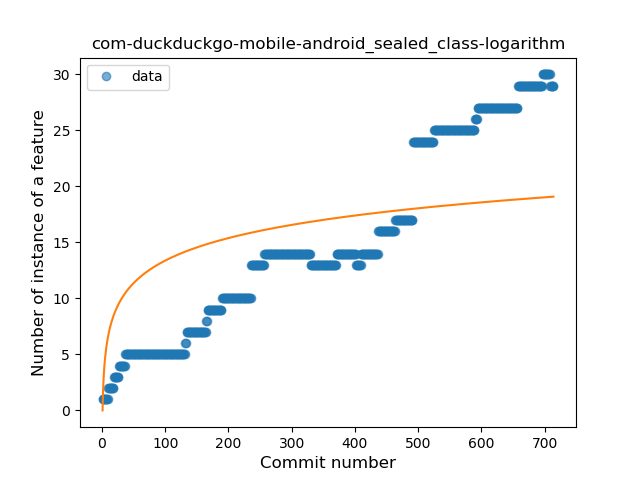 com-duckduckgo-mobile-android_sealed_class-logarithm
data
Number of instance of a feature
30
25
20
15
10
5
0
0 100 200 300 400 500 600 700
Commit number